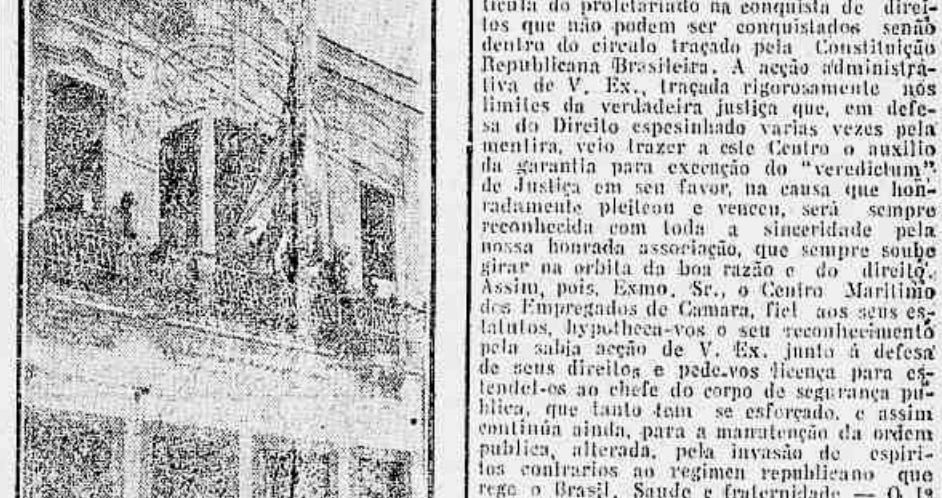 ticula do proletariado na conquista de direi-
tos que não podem ser conquistados senão
dentro do circulo traçado pela Constituição
Republicana Brasileira. A acção administra-
tiva de V. Ex., traçada rigorosamente nos
limites da verdadeira justiça que, em defe-
sa do Direito espesinhado varias vezes pela
mentira, veio trazer a este Centro o auxilio
da garantia para execução do "veredictum"
de Justiça em seu favor, na causa que hon-
radamente pleiteou e venceu, será sempre
reconhecida com toda a sinceridade pela
nossa honrada associação, que sempre soube
girar na orbita da boa razão e do direito.
Assim, pois, Exmo. Sr., o Centro Maritimo
dos Empregados de Camara, fiel aos seus es-
tatutos, hypotheca-vos o seu reconhecimento
pela sabia acção de V. Ex. junto á defesa
de seus direitos e pede-vos licença para es-
tendel-os ao chefe do corpo de segurança pu-
blica, que tanto tem se esforçado, e assim
continúa ainda, para a manutenção da ordem
publica, alterada, pela invasão de espiri-
tos contrarios ao regimen republicano que
rege o Brasil. Saude e fraternidade — O 1º